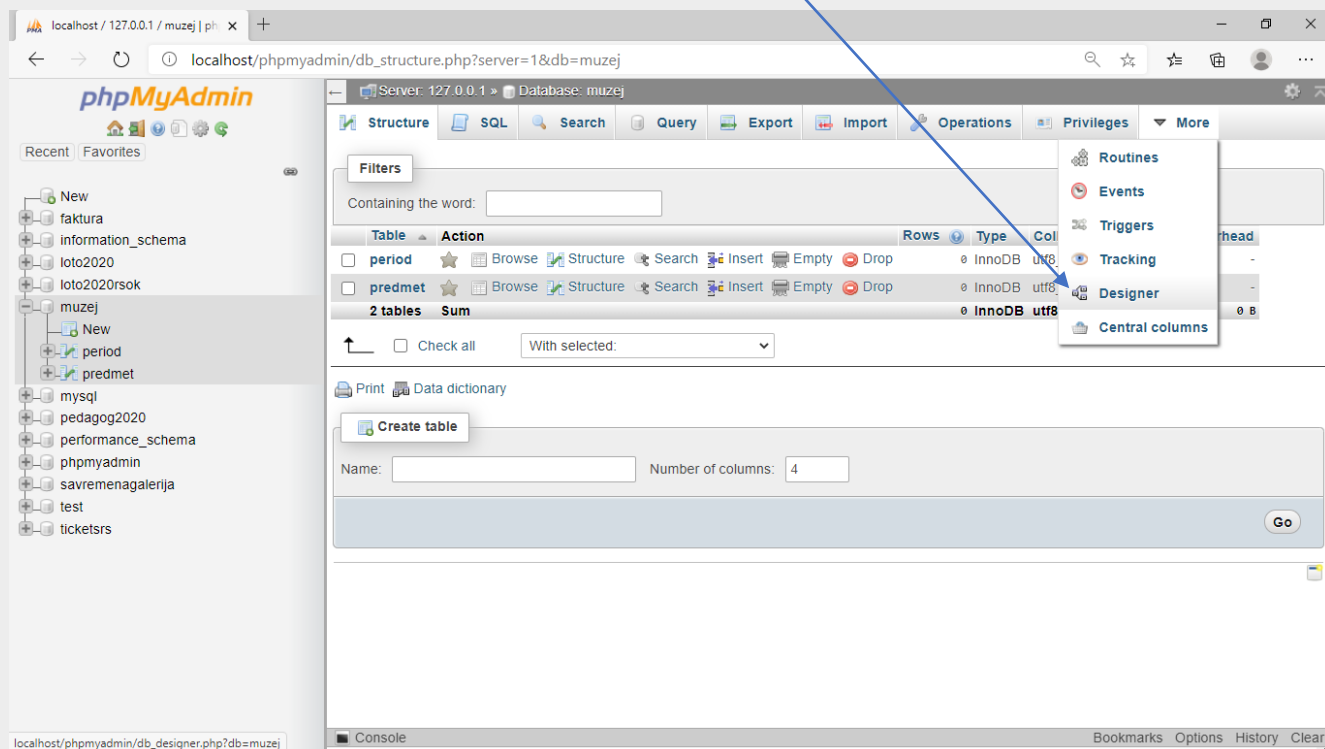 localhost / 127.0.0.1 / muzej | ph
localhost/phpmyadmin/db_structure.php?server=1&db=muzej
phpMyAdmin
Recent Favorites
New
faktura
information_schema
loto2020
loto2020rsok
muzej
New
period
predmet
mysql
pedagog2020
performance_schema
phpmyadmin
savremenagalerija
test
ticketsrs
localhost/phpmyadmin/db_designer.php?db=muzej
Server: 127.0.0.1 » Database: muzej
Structure SQL Search Query Export Import Operations Privileges More
Routines
Events
Triggers
Tracking
Designer
Central columns
Filters
Containing the word:
Table Action Rows Type Col rhead
period Browse Structure Search Insert Empty Drop 0 InnoDB utf8_ -
predmet Browse Structure Search Insert Empty Drop 0 InnoDB utf8_ -
2 tables Sum 0 InnoDB utf8 0 B
Check all With selected:
Print Data dictionary
Create table
Name: Number of columns: 4
Go
Console Bookmarks Options History Clear